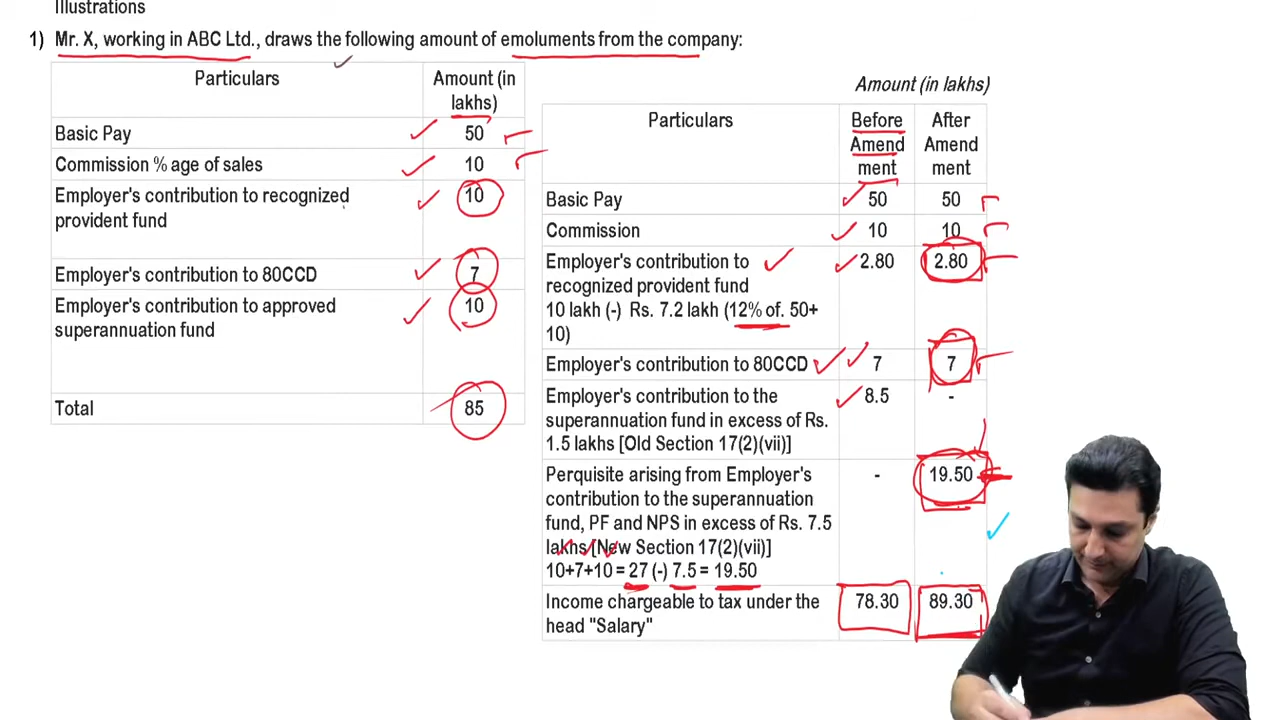 Illustrations
1) Mr. X, working in ABC Ltd., draws the following amount of emoluments from the company:
Particulars
Amount (in lakhs)
Basic Pay
50
Commission % age of sales
10
Employer's contribution to recognized
provident fund
10
Employer's contribution to 80CCD
7
Employer's contribution to approved
superannuation fund
10
Total
85
Amount (in lakhs)
Particulars
Before
Amend
ment
After
Amend
ment
Basic Pay
50
50
Commission
10
10
Employer's contribution to
recognized provident fund
10 lakh (-) Rs. 7.2 lakh (12% of. 50+
10)
2.80
2.80
Employer's contribution to 80CCD
7
7
Employer's contribution to the
superannuation fund in excess of Rs.
1.5 lakhs [Old Section 17(2)(vii)]
8.5
-
Perquisite arising from Employer's
contribution to the superannuation
fund, PF and NPS in excess of Rs. 7.5
lakhs [New Section 17(2)(vii)]
10+7+10 = 27 (-) 7.5 = 19.50
-
19.50
Income chargeable to tax under the
head "Salary"
78.30
89.30